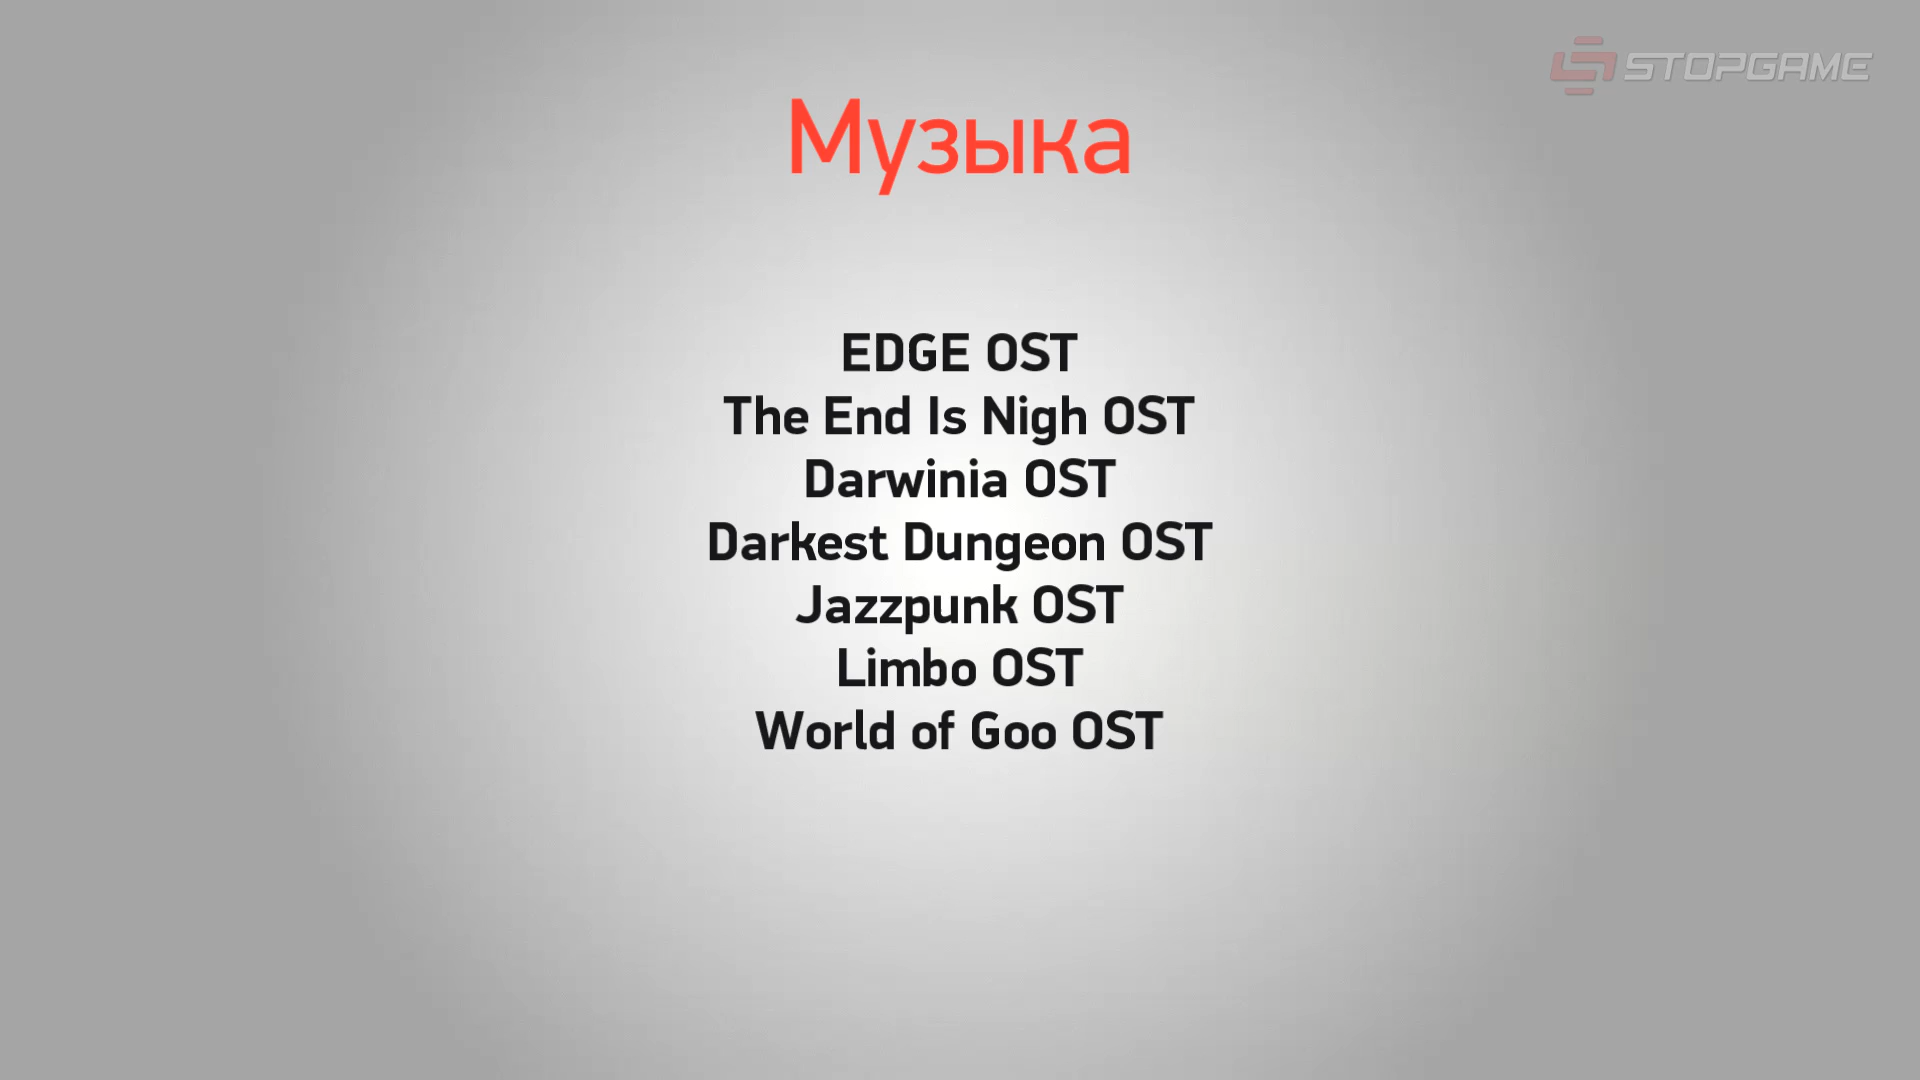 STOPGAME
Музыка
EDGE OST
The End Is Nigh OST
Darwinia OST
Darkest Dungeon OST
Jazzpunk OST
Limbo OST
World of Goo OST